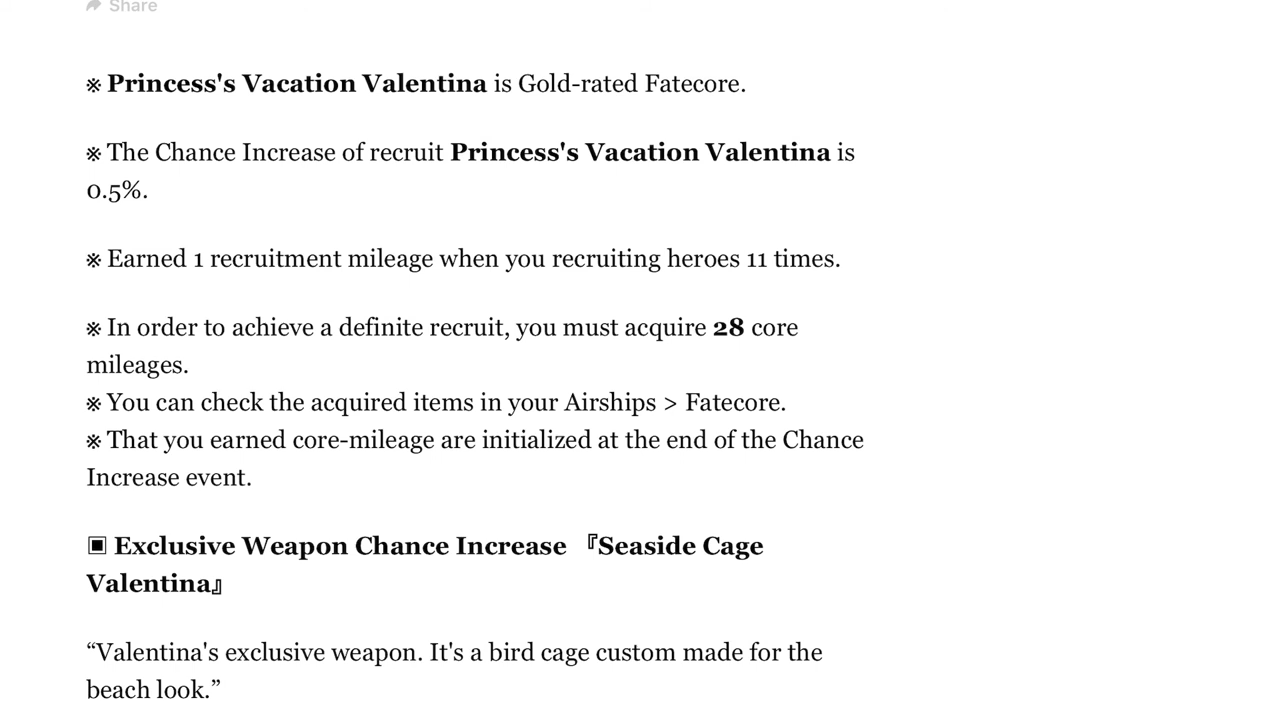 Share
※ Princess's Vacation Valentina is Gold-rated Fatecore.
※ The Chance Increase of recruit Princess's Vacation Valentina is
0.5%.
※ Earned 1 recruitment mileage when you recruiting heroes 11 times.
※ In order to achieve a definite recruit, you must acquire 28 core
mileages.
※ You can check the acquired items in your Airships > Fatecore.
※ That you earned core-mileage are initialized at the end of the Chance
Increase event.
▣ Exclusive Weapon Chance Increase 『Seaside Cage
Valentina』
“Valentina's exclusive weapon. It's a bird cage custom made for the
beach look.”